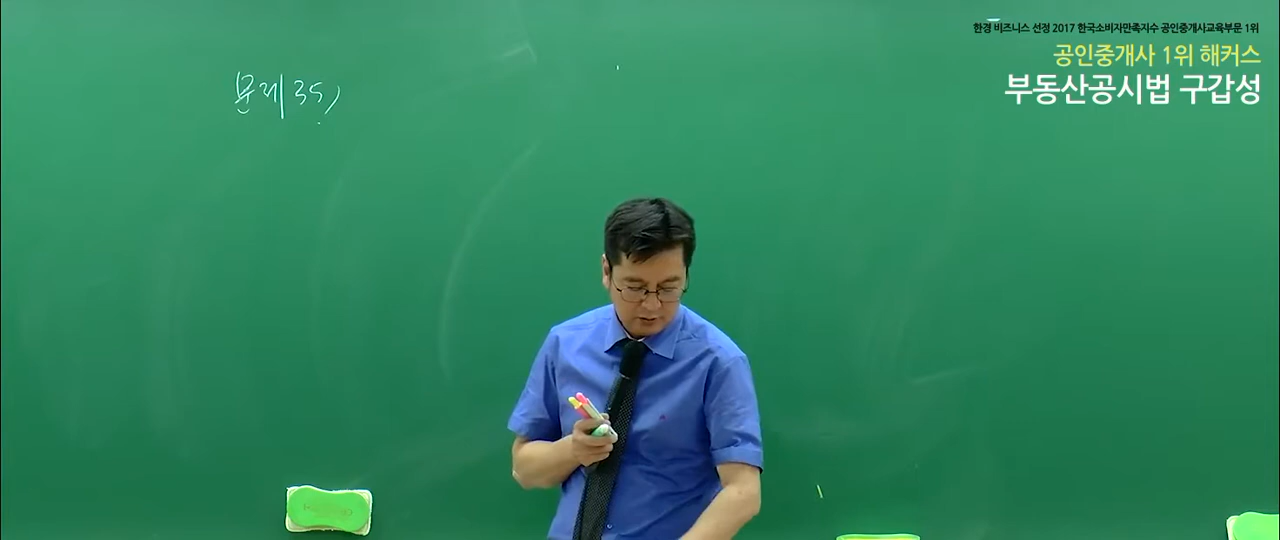 한경 비즈니스 선정 2017 한국소비자만족지수 공인중개사교육부문 1위
공인중개사 1위 해커스
부동산공시법 구갑성
문제 35)